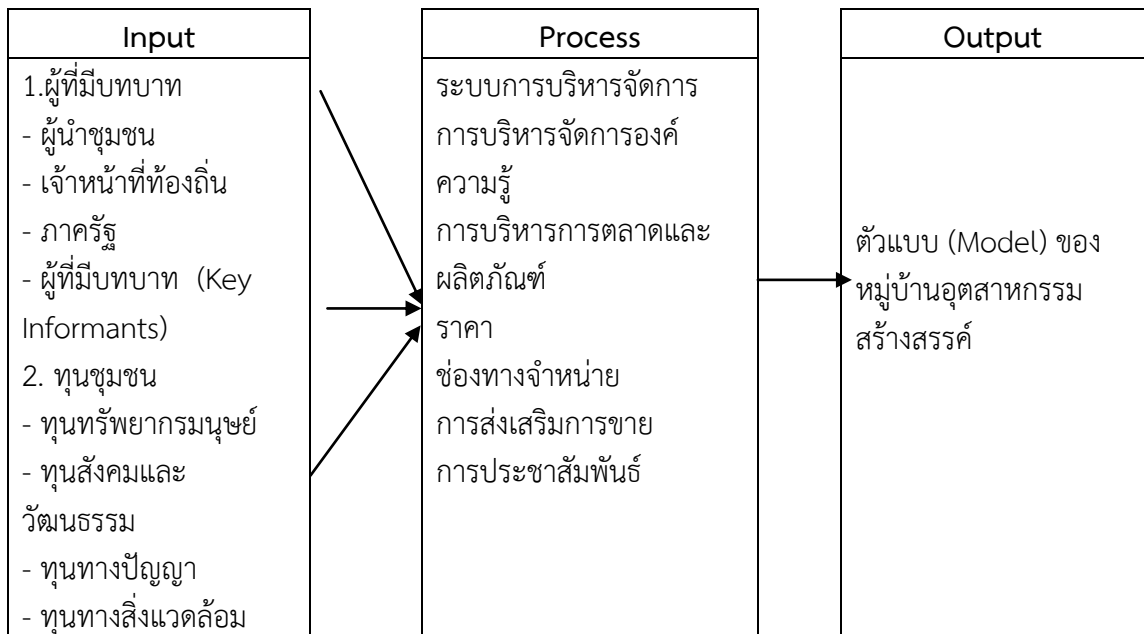 Input
1.ผู้ที่มีบทบาท
- ผู้นำชุมชน
- เจ้าหน้าที่ท้องถิ่น
- ภาครัฐ
- ผู้ที่มีบทบาท (Key
Informants)
2. ทุนชุมชน
- ทุนทรัพยากรมนุษย์
- ทุนสังคมและ
วัฒนธรรม
- ทุนทางปัญญา
- ทุนทางสิ่งแวดล้อม
Process
ระบบการบริหารจัดการ
การบริหารจัดการองค์
ความรู้
การบริหารการตลาดและ
ผลิตภัณฑ์
ราคา
ช่องทางจำหน่าย
การส่งเสริมการขาย
การประชาสัมพันธ์
Output
ตัวแบบ (Model) ของ
หมู่บ้านอุตสาหกรรม
สร้างสรรค์